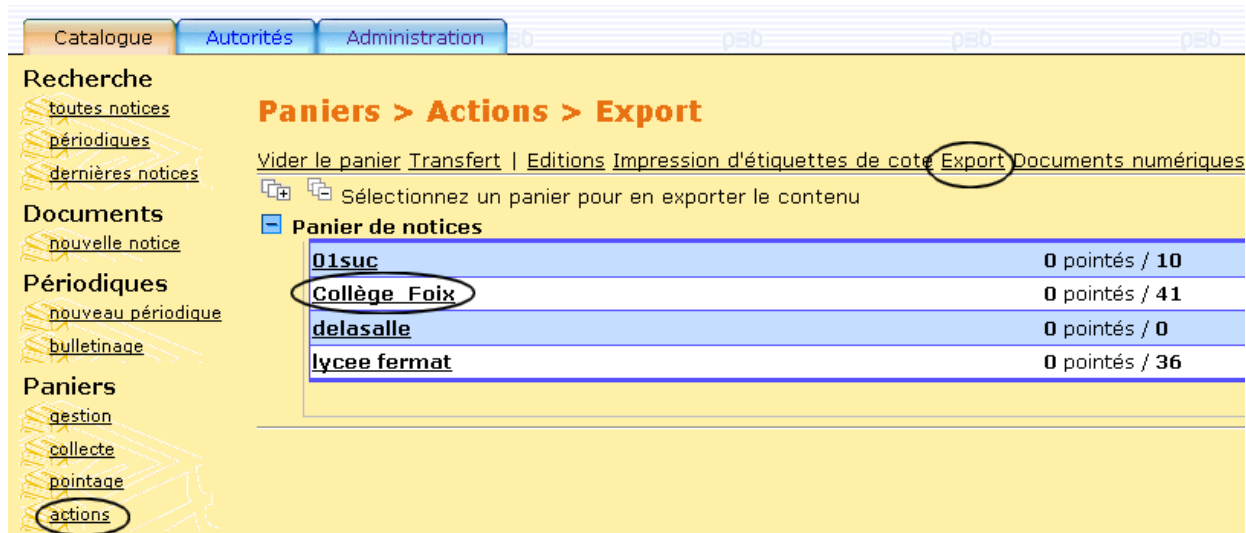 Catalogue Autorités Administration
Recherche
toutes notices
périodiques
dernières notices
Documents
nouvelle notice
Périodiques
nouveau périodique
bulletinage
Paniers
gestion
collecte
pointage
actions
Paniers > Actions > Export
Vider le panier Transfert | Editions Impression d'étiquettes de cote Export Documents numériques
Sélectionnez un panier pour en exporter le contenu
Panier de notices
01suc 0 pointés / 10
Collège Foix 0 pointés / 41
delasalle 0 pointés / 0
lycee fermat 0 pointés / 36